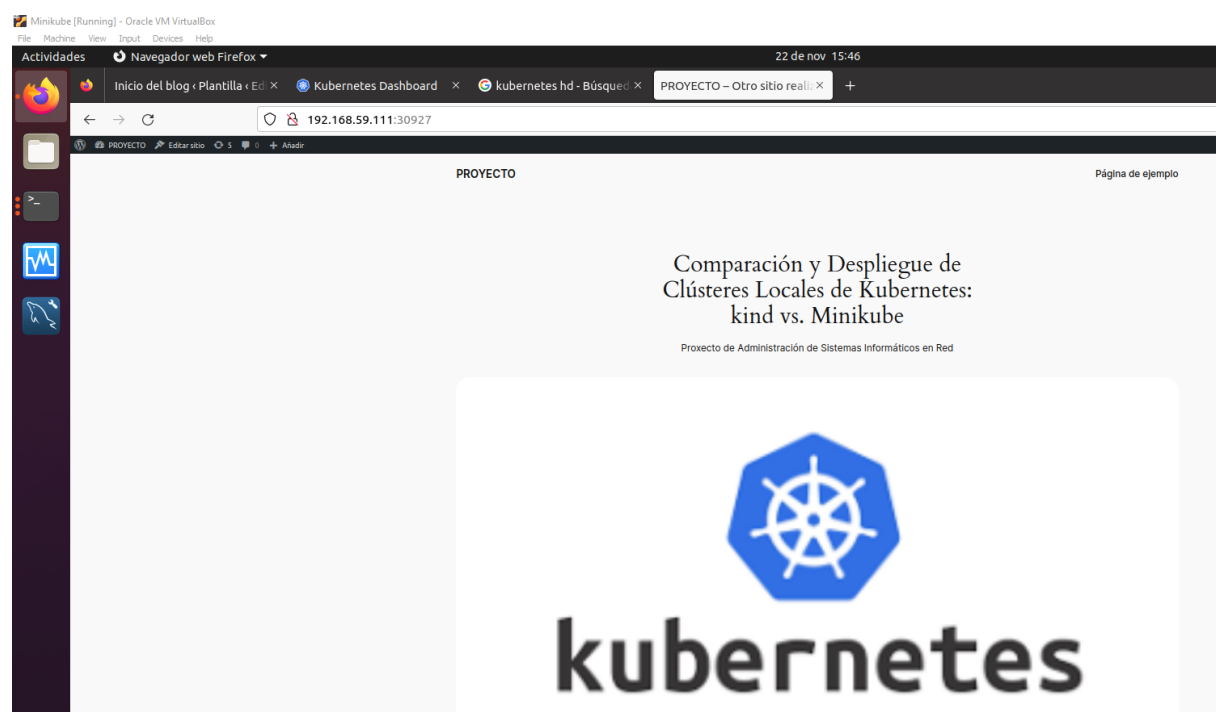 Minikube [Running] - Oracle VM VirtualBox
File Machine View Input Devices Help
Actividades Navegador web Firefox 22 de nov 15:46
Inicio del blog ‹ Plantilla ‹ Edi Kubernetes Dashboard kubernetes hd - Búsqued PROYECTO – Otro sitio realiz
192.168.59.111:30927
PROYECTO Editar sitio 5 0 + Añadir
PROYECTO Página de ejemplo
Comparación y Despliegue de
Clústeres Locales de Kubernetes:
kind vs. Minikube
Proxecto de Administración de Sistemas Informáticos en Red
kubernetes